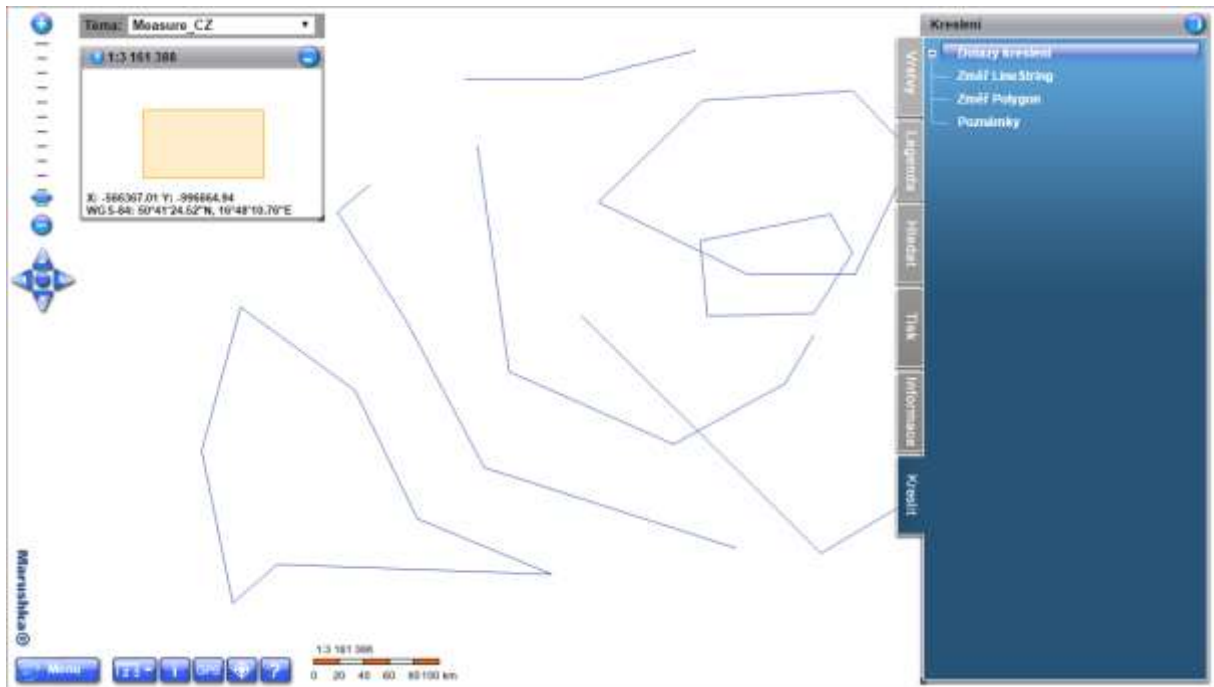 Téma: Measure_CZ
1:3 161 386
X: -566367.01 Y: -996664.94
WGS-84: 50°41'24.52"N, 16°48'10.76"E
Kreslení
Dotazy kreslení
Změř LineString
Změř Polygon
Poznámky
Vrstvy
Legenda
Hledat
Tisk
Informace
Kreslit
Marushka®
Menu
GPS
?
1:3 161 386
0 20 40 60 80 100 km